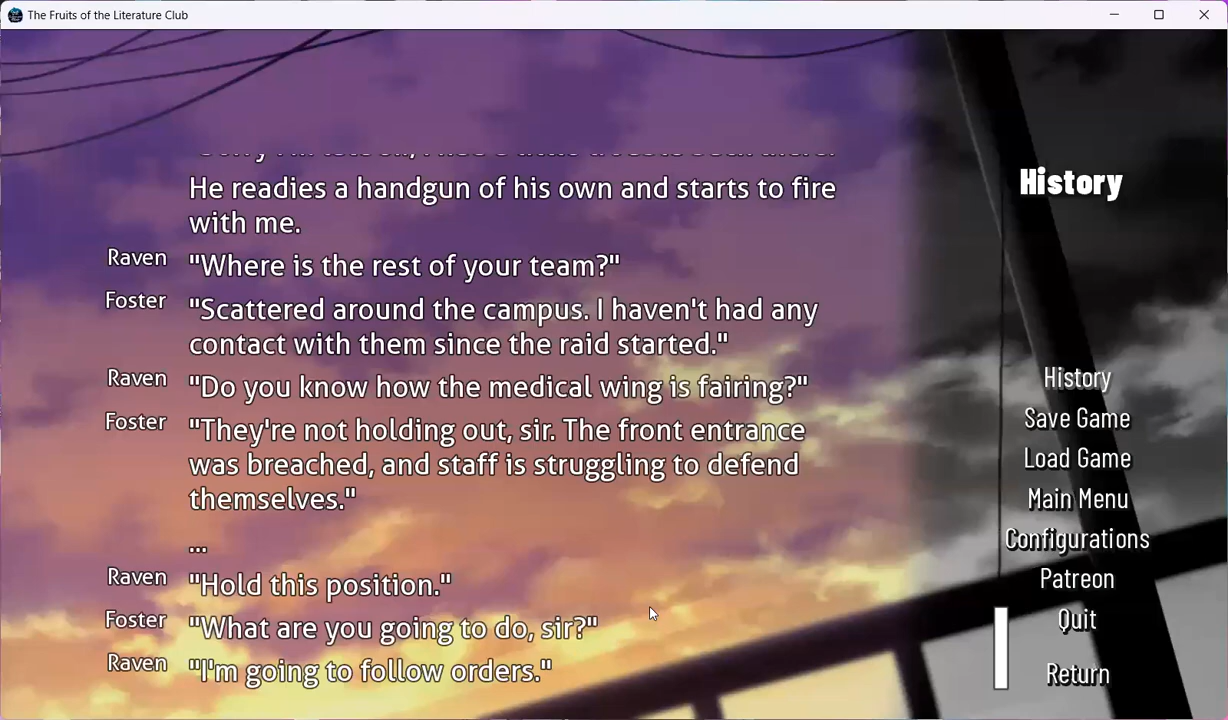 The Fruits of the Literature Club
He readies a handgun of his own and starts to fire
with me.
Raven "Where is the rest of your team?"
Foster "Scattered around the campus. I haven't had any
contact with them since the raid started."
Raven "Do you know how the medical wing is fairing?"
Foster "They're not holding out, sir. The front entrance
was breached, and staff is struggling to defend
themselves."
...
Raven "Hold this position."
Foster "What are you going to do, sir?"
Raven "I'm going to follow orders."
History
History
Save Game
Load Game
Main Menu
Configurations
Patreon
Quit
Return